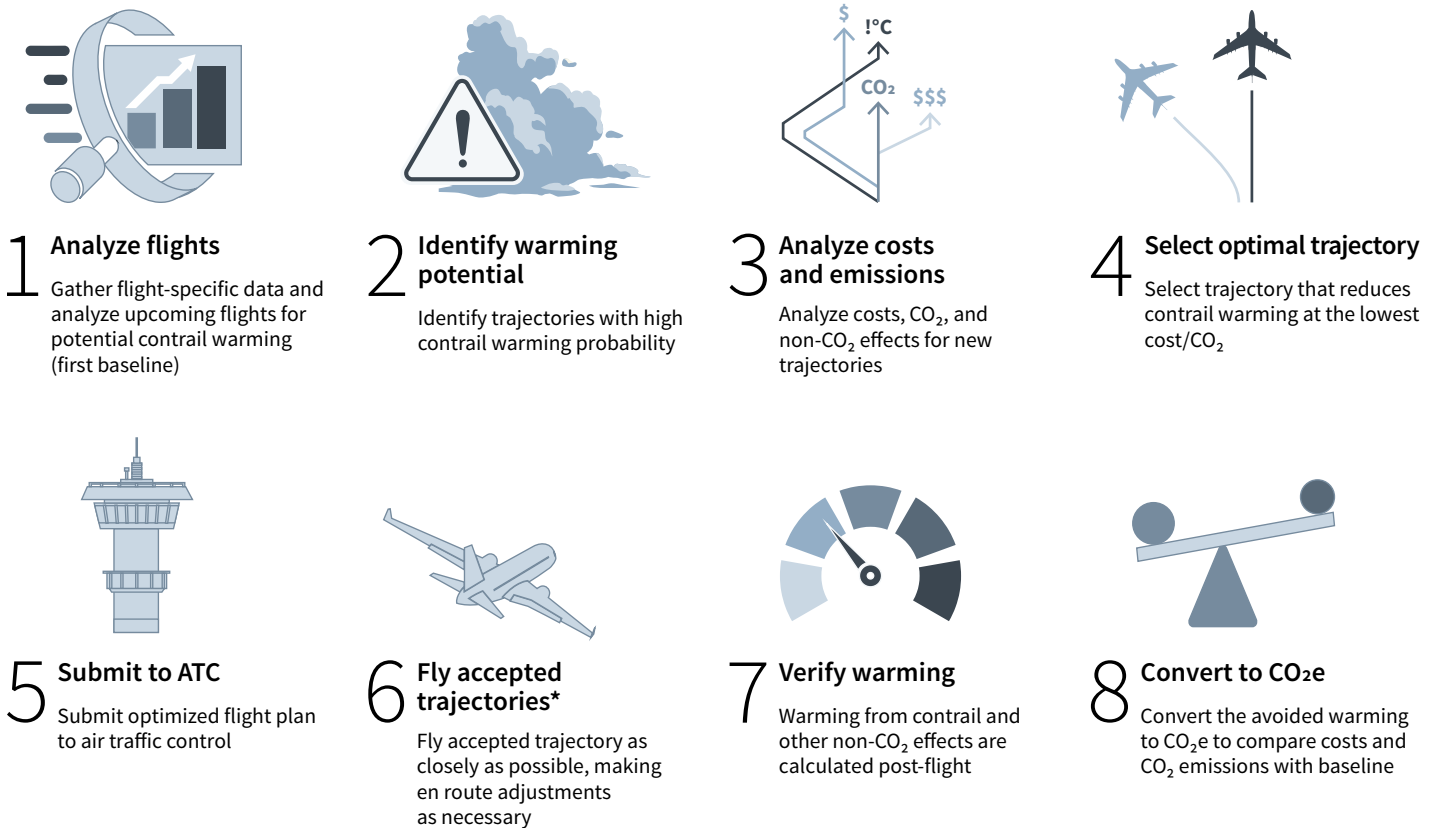 $
!°C
CO₂
$$$
1
Analyze flights
Gather flight-specific data and
analyze upcoming flights for
potential contrail warming
(first baseline)
2
Identify warming
potential
Identify trajectories with high
contrail warming probability
3
Analyze costs
and emissions
Analyze costs, CO₂, and
non-CO₂ effects for new
trajectories
4
Select optimal trajectory
Select trajectory that reduces
contrail warming at the lowest
cost/CO₂
5
Submit to ATC
Submit optimized flight plan
to air traffic control
6
Fly accepted
trajectories*
Fly accepted trajectory as
closely as possible, making
en route adjustments
as necessary
7
Verify warming
Warming from contrail and
other non-CO₂ effects are
calculated post-flight
8
Convert to CO₂e
Convert the avoided warming
to CO₂e to compare costs and
CO₂ emissions with baseline